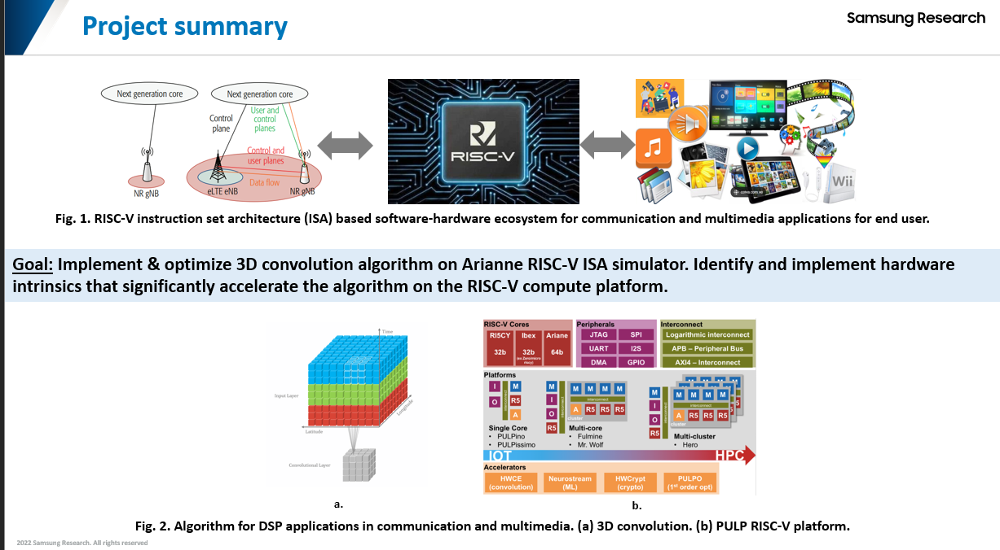 Project summary
Samsung Research
Next generation core
Next generation core
User and
control
planes
Control
plane
Control and
user planes
Data flow
NR gNB
eLTE eNB
NR gNB
RISC-V
Wii
Fig. 1. RISC-V instruction set architecture (ISA) based software-hardware ecosystem for communication and multimedia applications for end user.
Goal: Implement & optimize 3D convolution algorithm on Arianne RISC-V ISA simulator. Identify and implement hardware
intrinsics that significantly accelerate the algorithm on the RISC-V compute platform.
Time
Input Layer
Longitude
Latitude
Convolutional Layer
a.
RISC-V Cores
RI5CY
32b
Ibex
32b
Ariane
64b
Peripherals
JTAG
SPI
UART
I2S
DMA
GPIO
Interconnect
Logarithmic interconnect
APB – Peripheral Bus
AXI4 – Interconnect
Platforms
I
O
interconnect
M
R5
A
Single Core
• PULPino
• PULPissimo
M
I
O
R5
interconnect
M M M M
interconnect
A R5 R5 R5
cluster
Multi-core
• Fulmine
• Mr. Wolf
M
I
O
R5
interconnect
M M M M
interconnect
A R5 R5 R5
cluster
R5
Multi-cluster
• Hero
IOT
HPC
Accelerators
HWCE
(convolution)
Neurostream
(ML)
HWCrypt
(crypto)
PULPO
(1st order opt)
b.
Fig. 2. Algorithm for DSP applications in communication and multimedia. (a) 3D convolution. (b) PULP RISC-V platform.
2022 Samsung Research. All rights reserved